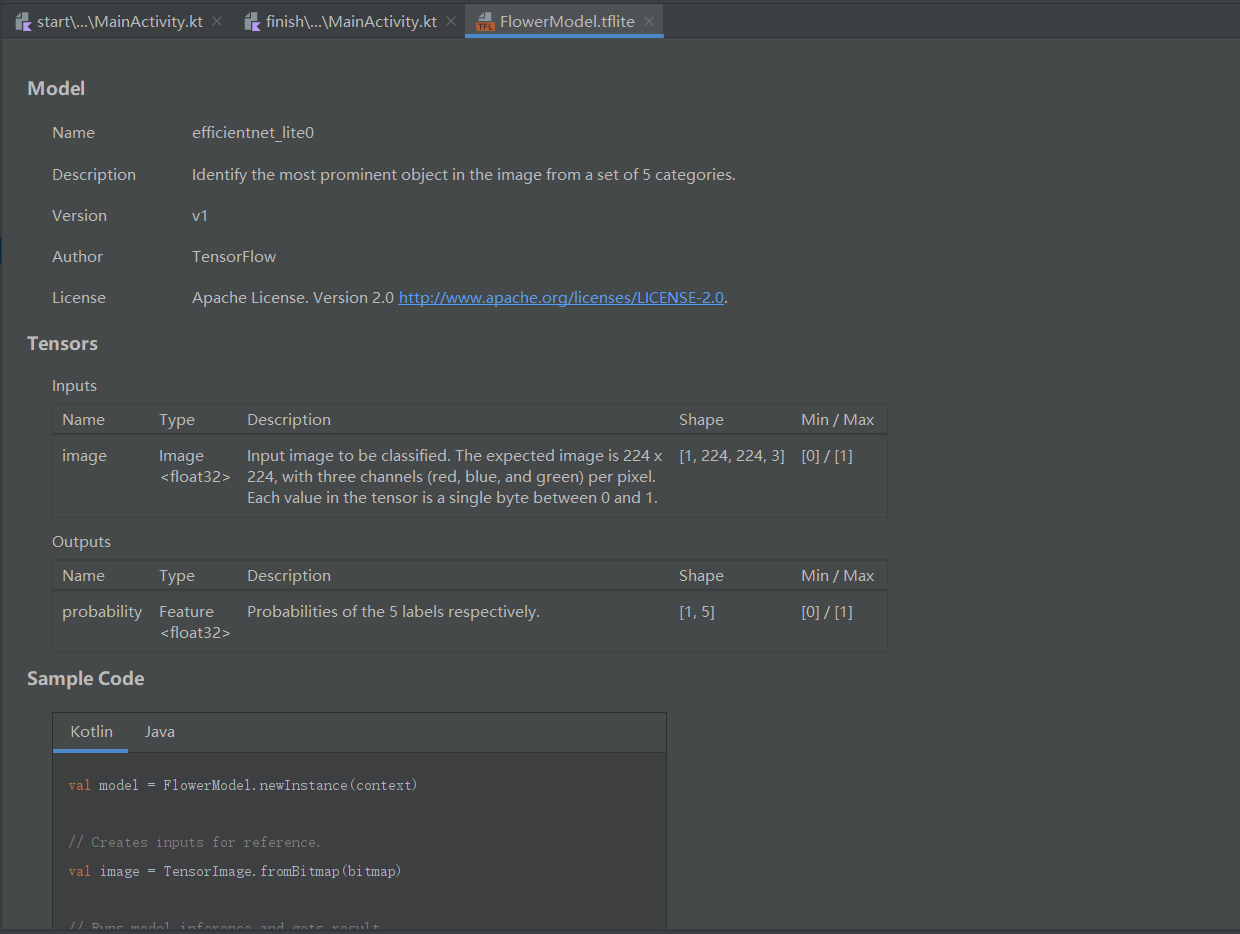 start\...\MainActivity.kt finish\...\MainActivity.kt FlowerModel.tflite
Model
Name efficientnet_lite0
Description Identify the most prominent object in the image from a set of 5 categories.
Version v1
Author TensorFlow
License Apache License. Version 2.0 http://www.apache.org/licenses/LICENSE-2.0.
Tensors
Inputs
Name Type Description Shape Min / Max
image Image Input image to be classified. The expected image is 224 x [1, 224, 224, 3] [0] / [1]
<float32> 224, with three channels (red, blue, and green) per pixel.
Each value in the tensor is a single byte between 0 and 1.
Outputs
Name Type Description Shape Min / Max
probability Feature Probabilities of the 5 labels respectively. [1, 5] [0] / [1]
<float32>
Sample Code
Kotlin Java
val model = FlowerModel.newInstance(context)
// Creates inputs for reference.
val image = TensorImage.fromBitmap(bitmap)
// Runs model inference and gets result